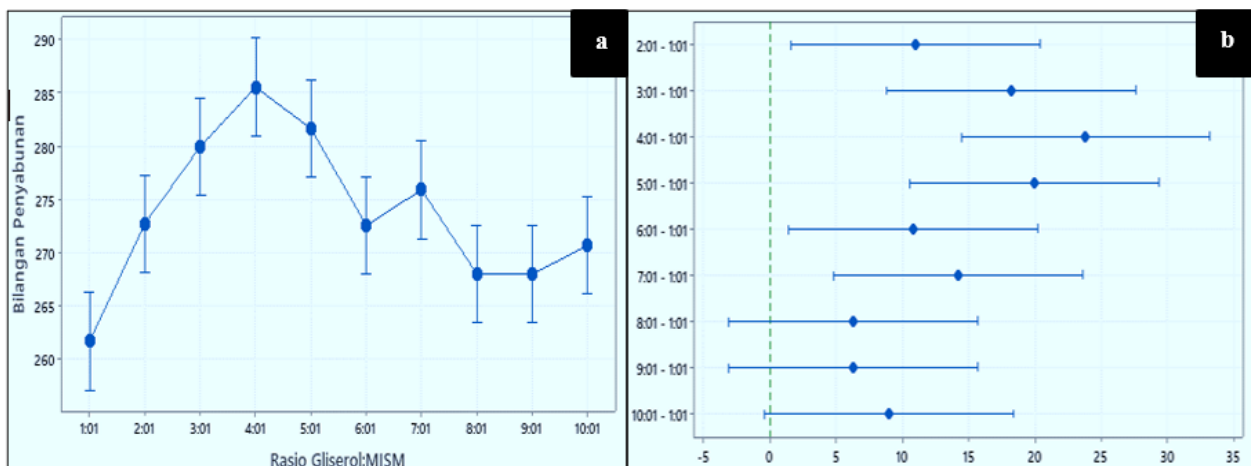 a
290
285
280
275
270
265
260
Bilangan Penyabunan
1:01 2:01 3:01 4:01 5:01 6:01 7:01 8:01 9:01 10:01
Rasio Gliserol:MISM
b
2:01 - 1:01
3:01 - 1:01
4:01 - 1:01
5:01 - 1:01
6:01 - 1:01
7:01 - 1:01
8:01 - 1:01
9:01 - 1:01
10:01 - 1:01
-5 0 5 10 15 20 25 30 35